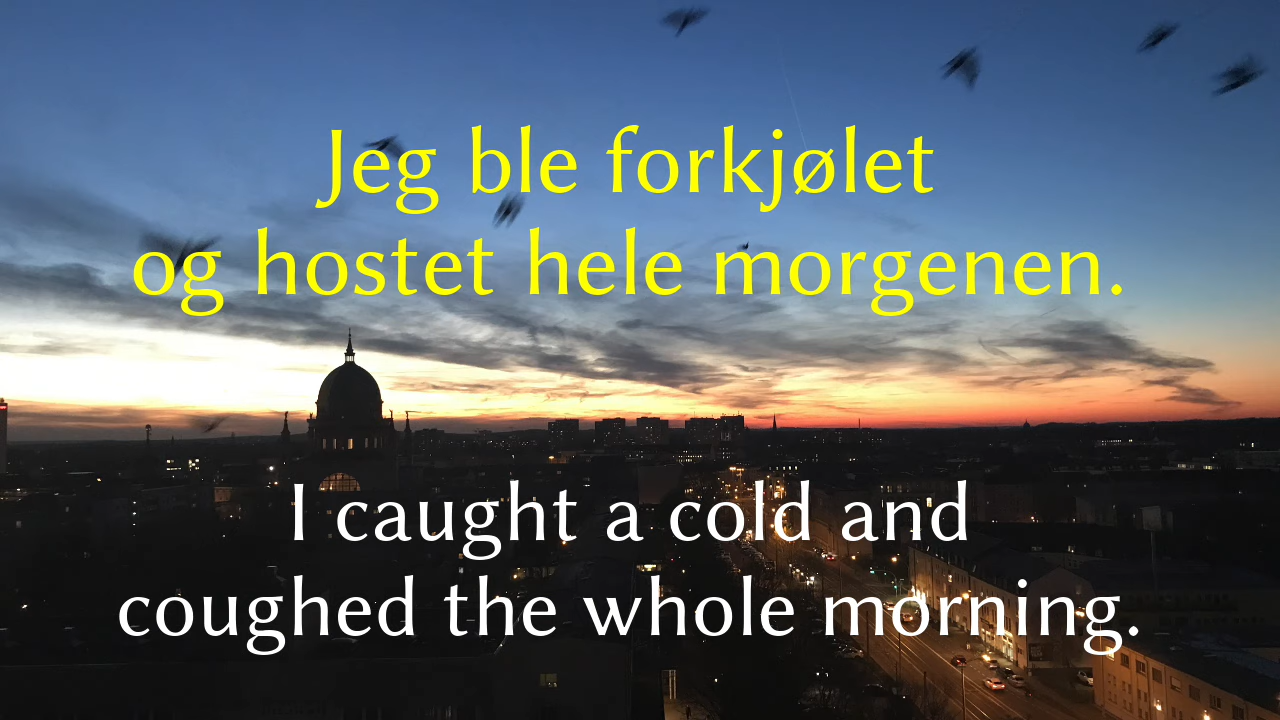 Jeg ble forkjølet
og hostet hele morgenen.
I caught a cold and
coughed the whole morning.